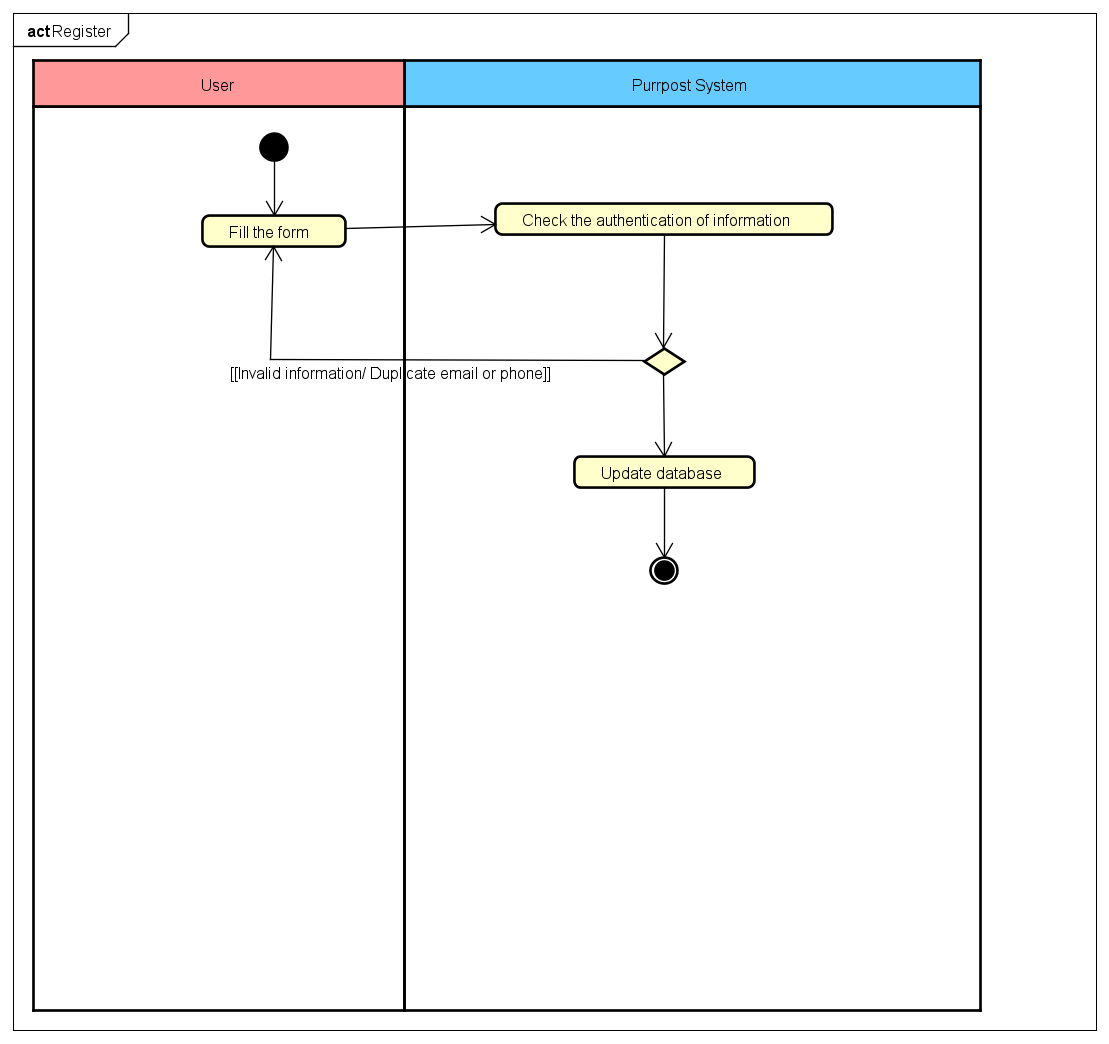 act Register
User
Purrpost System
Fill the form
Check the authentication of information
[[Invalid information/ Duplicate email or phone]]
Update database